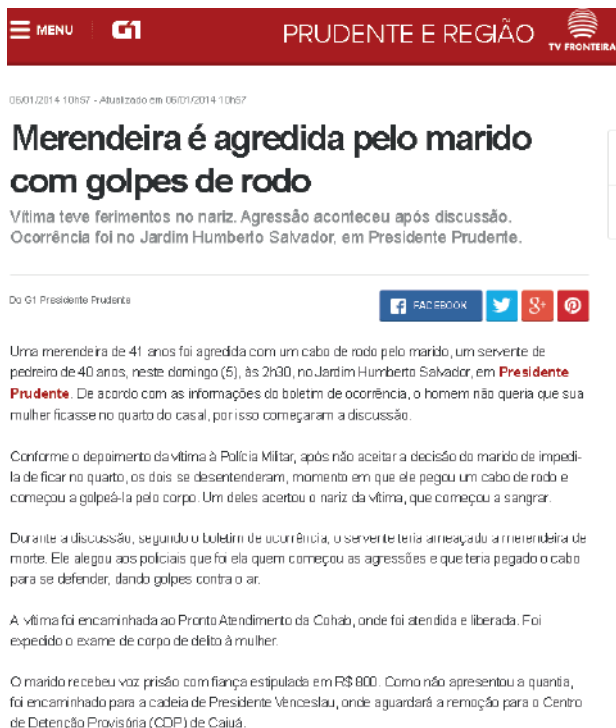 MENU G1 PRUDENTE E REGIÃO TV FRONTEIRA
06/01/2014 10h57 - Atualizado em 06/01/2014 10h57
Merendeira é agredida pelo marido
com golpes de rodo
Vítima teve ferimentos no nariz. Agressão aconteceu após discussão.
Ocorrência foi no Jardim Humberto Salvador, em Presidente Prudente.
Do G1 Presidente Prudente
FACEBOOK
Uma merendeira de 41 anos foi agredida com um cabo de rodo pelo marido, um servente de
pedreiro de 40 anos, neste domingo (5), às 2h30, no Jardim Humberto Salvador, em Presidente
Prudente. De acordo com as informações do boletim de ocorrência, o homem não queria que sua
mulher ficasse no quarto do casal, por isso começaram a discussão.
Conforme o depoimento da vítima à Polícia Militar, após não aceitar a decisão do marido de impedi-
la de ficar no quarto, os dois se desentenderam, momento em que ele pegou um cabo de rodo e
começou a golpeá-la pelo corpo. Um deles acertou o nariz da vítima, que começou a sangrar.
Durante a discussão, segundo o boletim de ocorrência, o servente teria ameaçado a merendeira de
morte. Ele alegou aos policiais que foi ela quem começou as agressões e que teria pegado o cabo
para se defender, dando golpes contra o ar.
A vítima foi encaminhada ao Pronto Atendimento da Cohab, onde foi atendida e liberada. Foi
expedido o exame de corpo de delito à mulher.
O marido recebeu voz prisão com fiança estipulada em R$ 800. Como não apresentou a quantia,
foi encaminhado para a cadeia de Presidente Venceslau, onde aguardará a remoção para o Centro
de Detenção Provisória (CDP) de Caiuá.